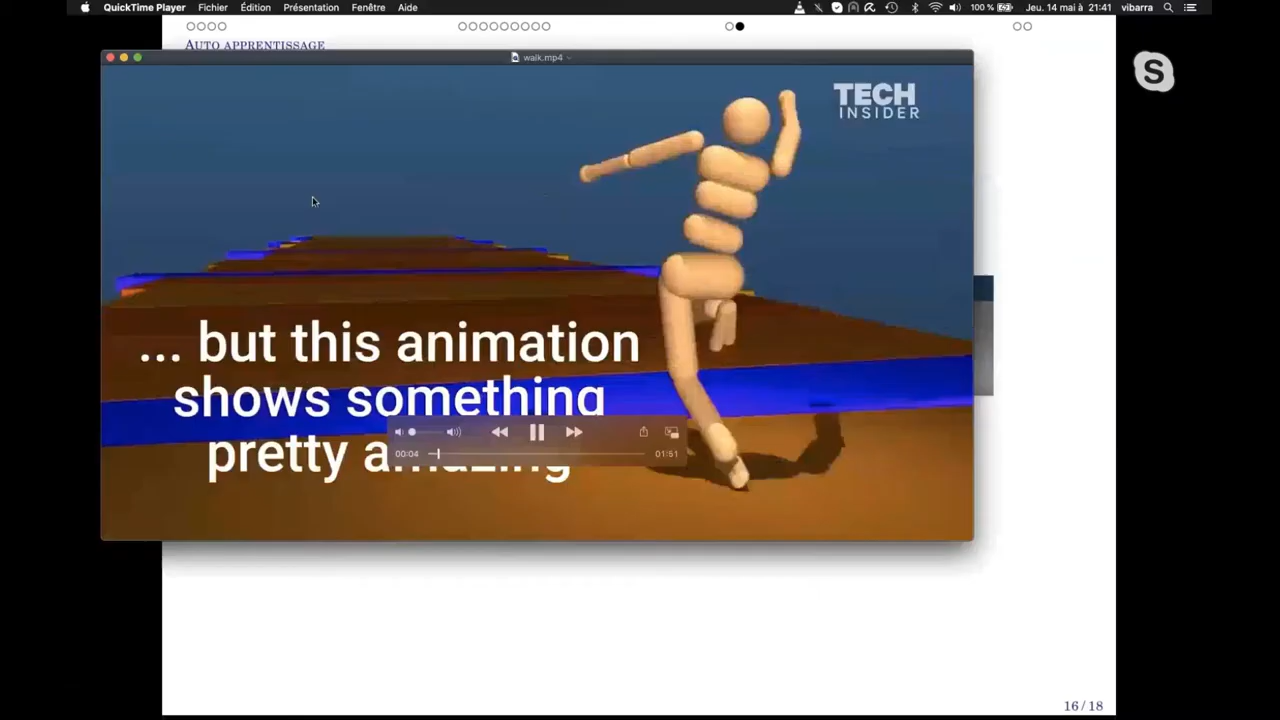 QuickTime Player Fichier Édition Présentation Fenêtre Aide 100 % Jeu. 14 mai à 21:41 vibarra
AUTO APPRENTISSAGE
walk.mp4
TECH
INSIDER
... but this animation
shows something
pretty amazing
00:04 01:51
16 / 18
S